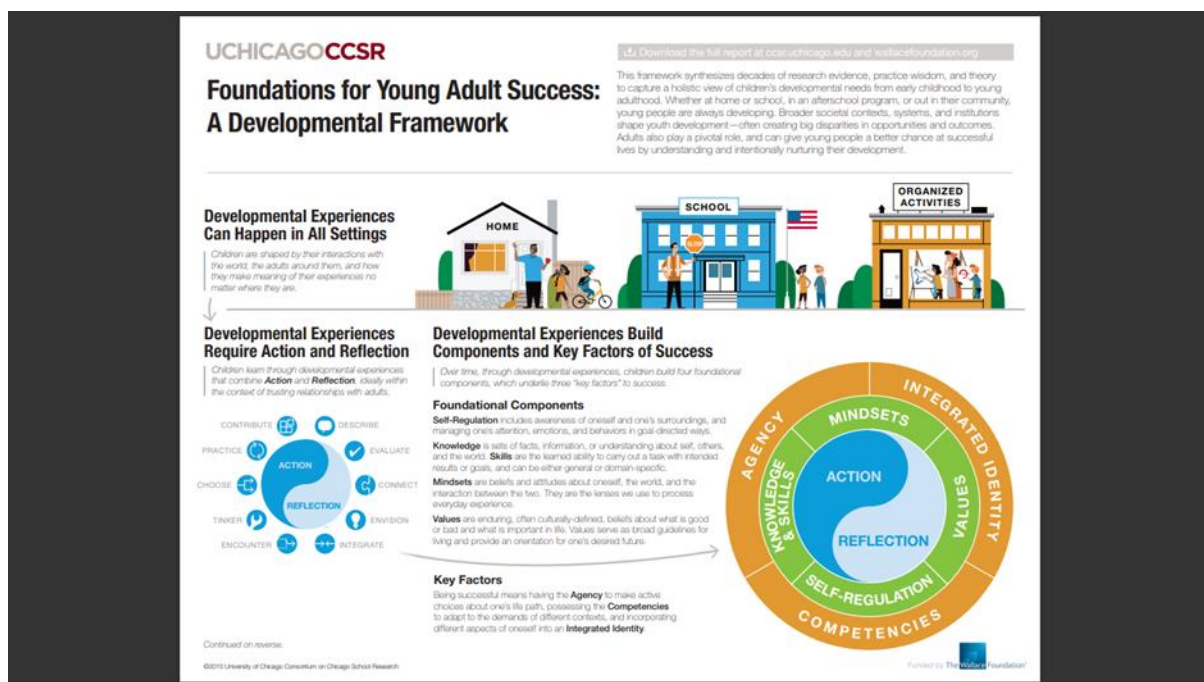 UCHICAGOCCSR
Foundations for Young Adult Success:
A Developmental Framework
Download the full report at ccsr.uchicago.edu and wallacefoundation.org
This framework synthesizes decades of research evidence, practice wisdom, and theory
to capture a holistic view of children's developmental needs from early childhood to young
adulthood. Whether at home or school, in an afterschool program, or out in their community,
young people are always developing. Broader societal contexts, systems, and institutions
shape youth development—often creating big disparities in opportunities and outcomes.
Adults also play a pivotal role, and can give young people a better chance at successful
lives by understanding and intentionally nurturing their development.
Developmental Experiences
Can Happen in All Settings
Children are shaped by their interactions with
the world, the adults around them, and how
they make meaning of their experiences no
matter where they are.
HOME
SCHOOL
SLOW
ORGANIZED
ACTIVITIES
Developmental Experiences
Require Action and Reflection
Children learn through developmental experiences
that combine Action and Reflection, ideally within
the context of trusting relationships with adults.
CONTRIBUTE
DESCRIBE
PRACTICE
EVALUATE
CHOOSE
CONNECT
TINKER
ENVISION
ENCOUNTER
INTEGRATE
ACTION
REFLECTION
Developmental Experiences Build
Components and Key Factors of Success
Over time, through developmental experiences, children build four foundational
components, which underlie three "key factors" to success.
Foundational Components
Self-Regulation includes awareness of oneself and one's surroundings, and
managing one's attention, emotions, and behaviors in goal-directed ways.
Knowledge is sets of facts, information, or understanding about self, others,
and the world. Skills are the learned ability to carry out a task with intended
results or goals, and can be either general or domain-specific.
Mindsets are beliefs and attitudes about oneself, the world, and the
interaction between the two. They are the lenses we use to process
everyday experience.
Values are enduring, often culturally-defined, beliefs about what is good
or bad and what is important in life. Values serve as broad guidelines for
living and provide an orientation for one's desired future.
Key Factors
Being successful means having the Agency to make active
choices about one's life path, possessing the Competencies
to adapt to the demands of different contexts, and incorporating
different aspects of oneself into an Integrated Identity.
AGENCY
INTEGRATED IDENTITY
COMPETENCIES
MINDSETS
KNOWLEDGE
& SKILLS
VALUES
SELF-REGULATION
ACTION
REFLECTION
Continued on reverse.
©2015 University of Chicago Consortium on Chicago School Research
Funded by The Wallace Foundation®